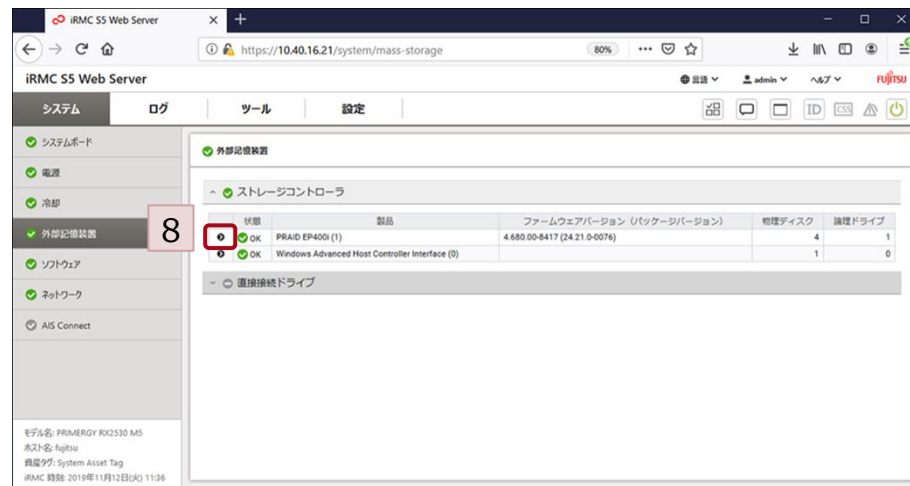 iRMC S5 Web Server
https://10.40.16.21/system/mass-storage
80%
iRMC S5 Web Server
言語
admin
ヘルプ
FUJITSU
システム
ログ
ツール
設定
ID
CSS
システムボード
電源
冷却
外部記憶装置
ソフトウェア
ネットワーク
AIS Connect
8
外部記憶装置
ストレージコントローラ
状態 製品 ファームウェアバージョン（パッケージバージョン） 物理ディスク 論理ドライブ
OK PRAID EP400i (1) 4.680.00-8417 (24.21.0-0076) 4 1
OK Windows Advanced Host Controller Interface (0) 1 0
直接接続ドライブ
モデル名: PRIMERGY RX2530 M5
ホスト名: fujitsu
資産タグ: System Asset Tag
iRMC 時刻: 2019年11月12日(火) 11:36